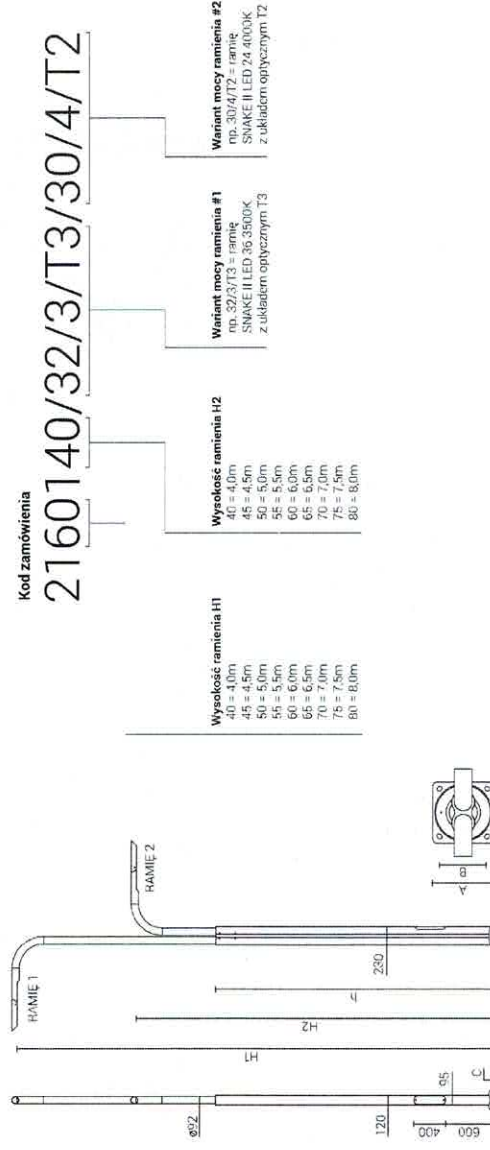 Kod zamówienia
2160140/32/3/T3/30/4/T2
Wysokość ramienia H1
40 = 4,0m
45 = 4,5m
50 = 5,0m
55 = 5,5m
60 = 6,0m
65 = 6,5m
70 = 7,0m
75 = 7,5m
80 = 8,0m
Wysokość ramienia H2
40 = 4,0m
45 = 4,5m
50 = 5,0m
55 = 5,5m
60 = 6,0m
65 = 6,5m
70 = 7,0m
75 = 7,5m
80 = 8,0m
Wariant mocy ramienia #1
np. 32/3/T3 = ramię
SNAKE II LED 36 3500K
z układem optycznym T3
Wariant mocy ramienia #2
np. 30/4/T2 = ramię
SNAKE II LED 24 4000K
z układem optycznym T2
RAMIĘ 1
RAMIĘ 2
H1
H2
h
230
ø92
120
400
600
95
C
A
B